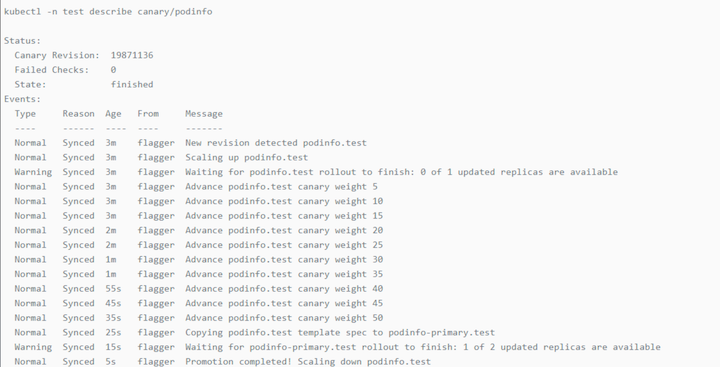 kubectl -n test describe canary/podinfo
Status:
Canary Revision: 19871136
Failed Checks: 0
State: finished
Events:
Type Reason Age From Message
---- ------ ---- ---- -------
Normal Synced 3m flagger New revision detected podinfo.test
Normal Synced 3m flagger Scaling up podinfo.test
Warning Synced 3m flagger Waiting for podinfo.test rollout to finish: 0 of 1 updated replicas are available
Normal Synced 3m flagger Advance podinfo.test canary weight 5
Normal Synced 3m flagger Advance podinfo.test canary weight 10
Normal Synced 3m flagger Advance podinfo.test canary weight 15
Normal Synced 2m flagger Advance podinfo.test canary weight 20
Normal Synced 2m flagger Advance podinfo.test canary weight 25
Normal Synced 1m flagger Advance podinfo.test canary weight 30
Normal Synced 1m flagger Advance podinfo.test canary weight 35
Normal Synced 55s flagger Advance podinfo.test canary weight 40
Normal Synced 45s flagger Advance podinfo.test canary weight 45
Normal Synced 35s flagger Advance podinfo.test canary weight 50
Normal Synced 25s flagger Copying podinfo.test template spec to podinfo-primary.test
Warning Synced 15s flagger Waiting for podinfo-primary.test rollout to finish: 1 of 2 updated replicas are available
Normal Synced 5s flagger Promotion completed! Scaling down podinfo.test